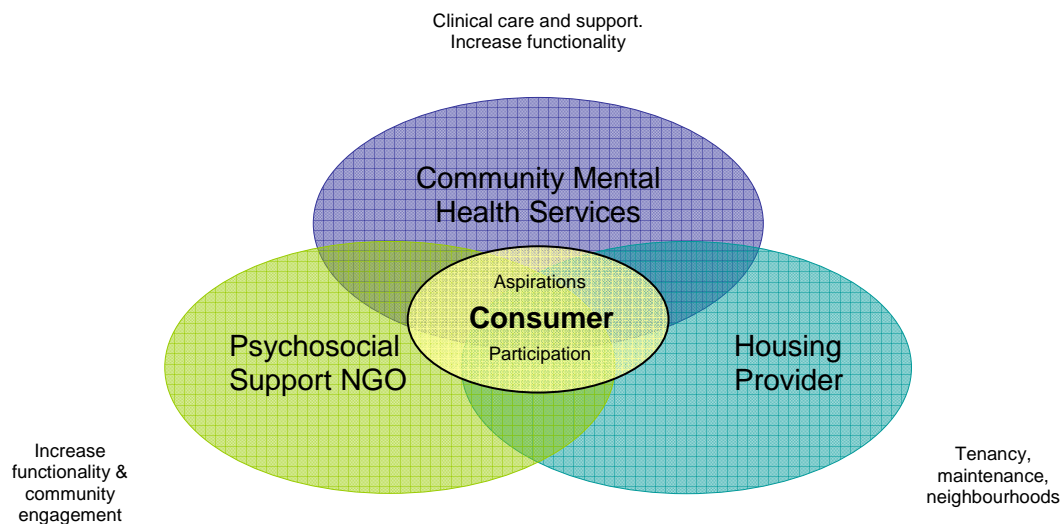 Clinical care and support.
Increase functionality
Community Mental
Health Services
Aspirations
Consumer
Participation
Psychosocial
Support NGO
Housing
Provider
Increase
functionality &
community
engagement
Tenancy,
maintenance,
neighbourhoods